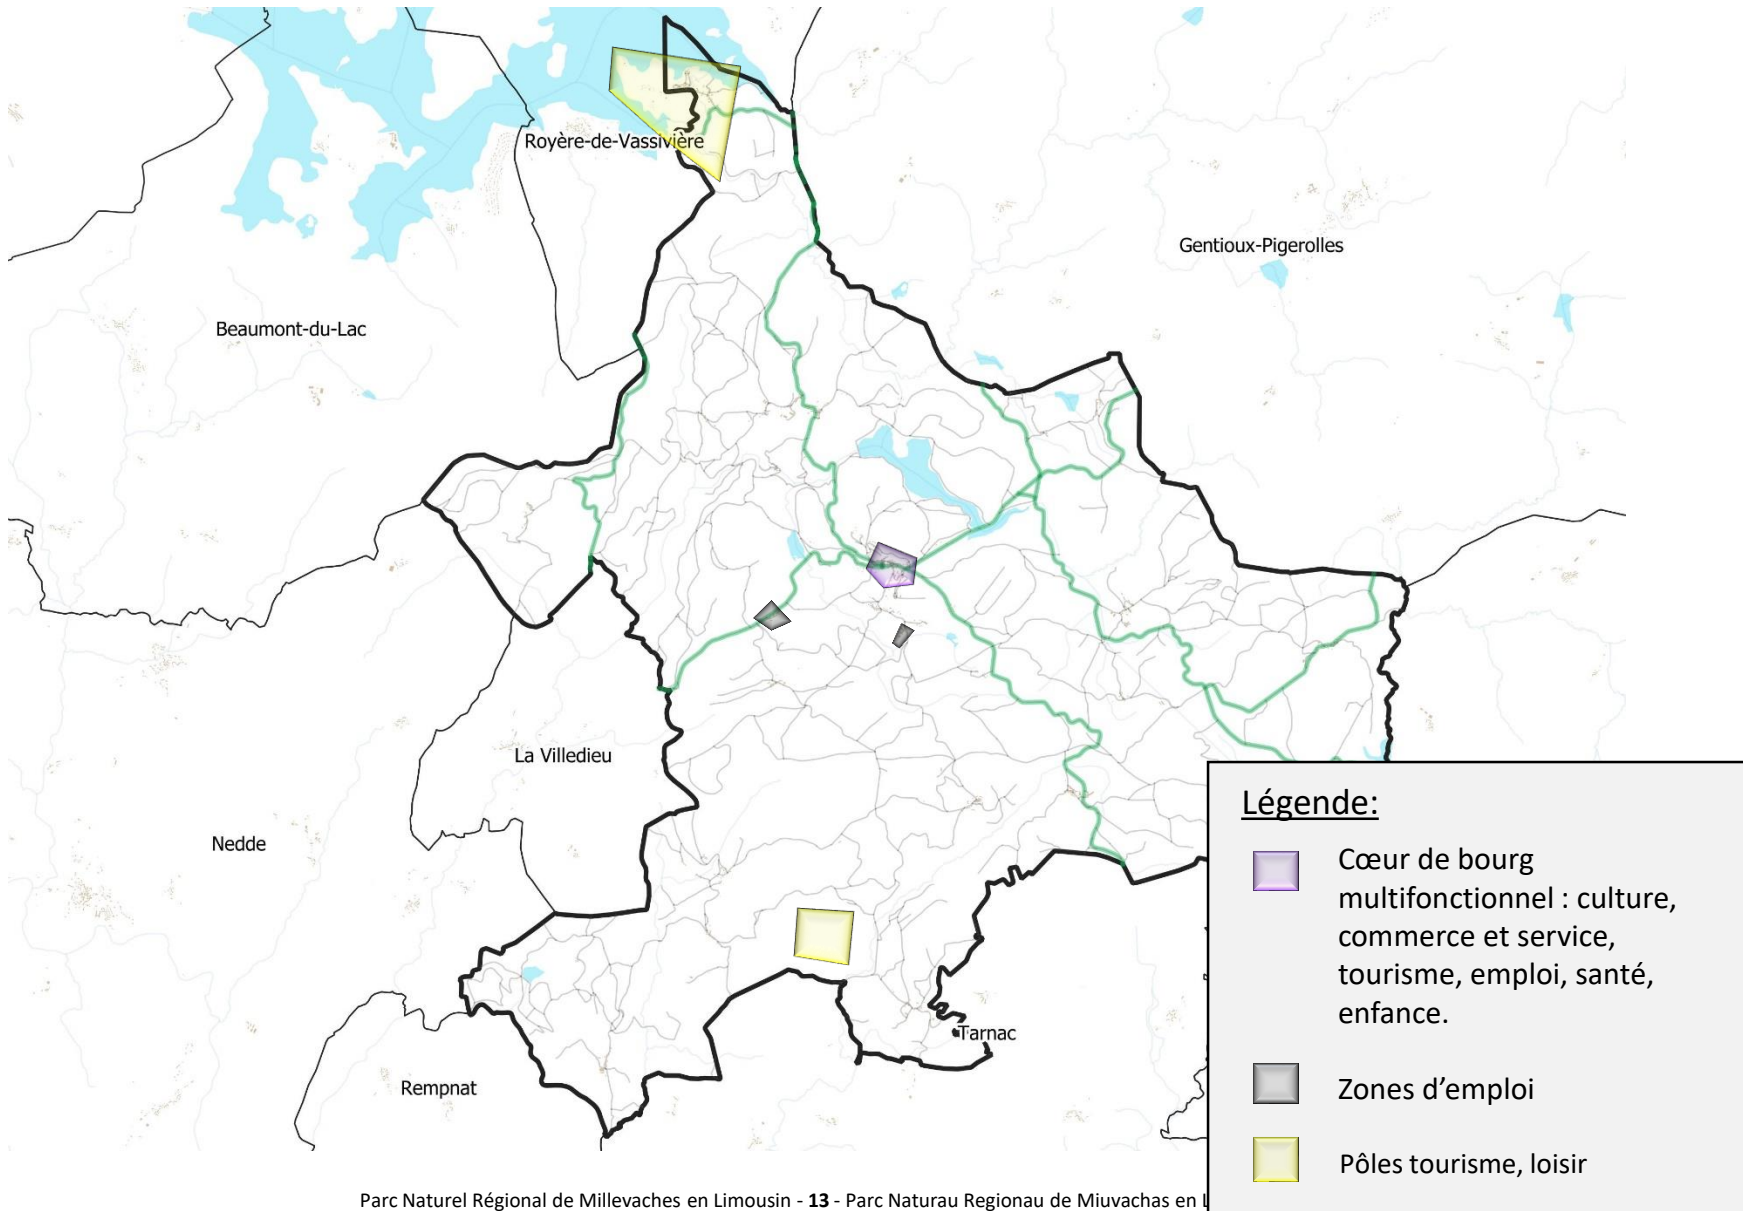 Royère-de-Vassivière
Gentioux-Pigerolles
Beaumont-du-Lac
La Villedieu
Nedde
Tarnac
Rempnat
Légende:
Cœur de bourg
multifonctionnel : culture,
commerce et service,
tourisme, emploi, santé,
enfance.
Zones d’emploi
Pôles tourisme, loisir
Parc Naturel Régional de Millevaches en Limousin - 13 - Parc Naturau Regionau de Miuvachas en